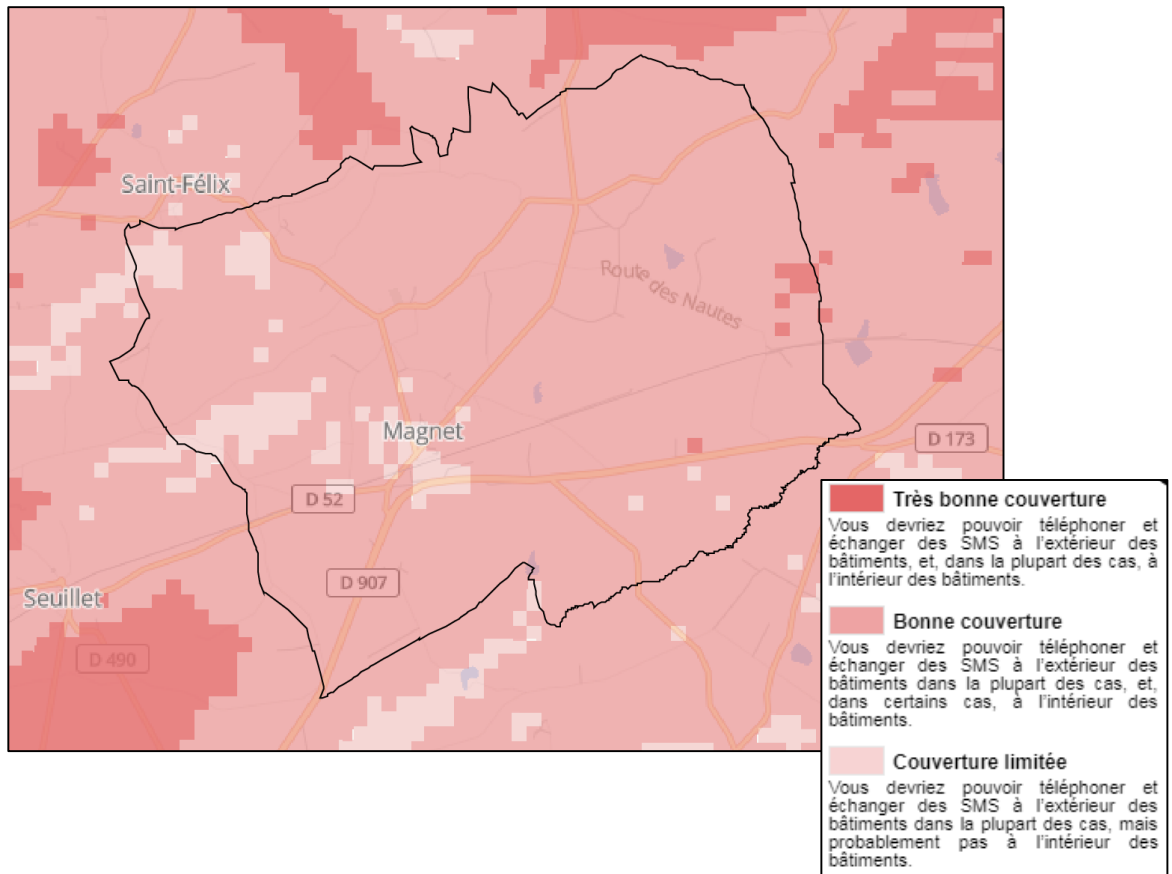 Saint-Félix
Route des Nautes
Magnet
D 173
D 52
D 907
Seuillet
D 490
Très bonne couverture
Vous devriez pouvoir téléphoner et
échanger des SMS à l'extérieur des
bâtiments, et, dans la plupart des cas, à
l'intérieur des bâtiments.
Bonne couverture
Vous devriez pouvoir téléphoner et
échanger des SMS à l'extérieur des
bâtiments dans la plupart des cas, et,
dans certains cas, à l'intérieur des
bâtiments.
Couverture limitée
Vous devriez pouvoir téléphoner et
échanger des SMS à l'extérieur des
bâtiments dans la plupart des cas, mais
probablement pas à l'intérieur des
bâtiments.